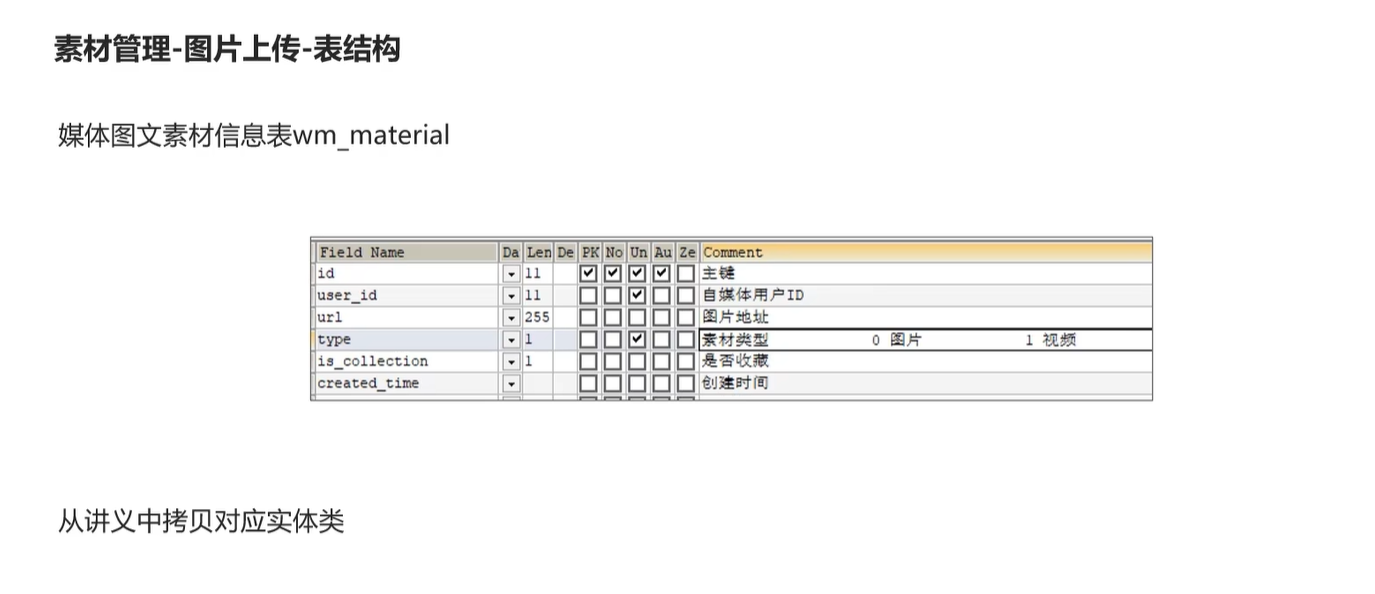 素材管理-图片上传-表结构
媒体图文素材信息表wm_material
Field Name Da Len De PK No Un Au Ze Comment
id 11 主键
user_id 11 自媒体用户ID
url 255 图片地址
type 1 素材类型 0 图片 1 视频
is_collection 1 是否收藏
created_time 创建时间
从讲义中拷贝对应实体类